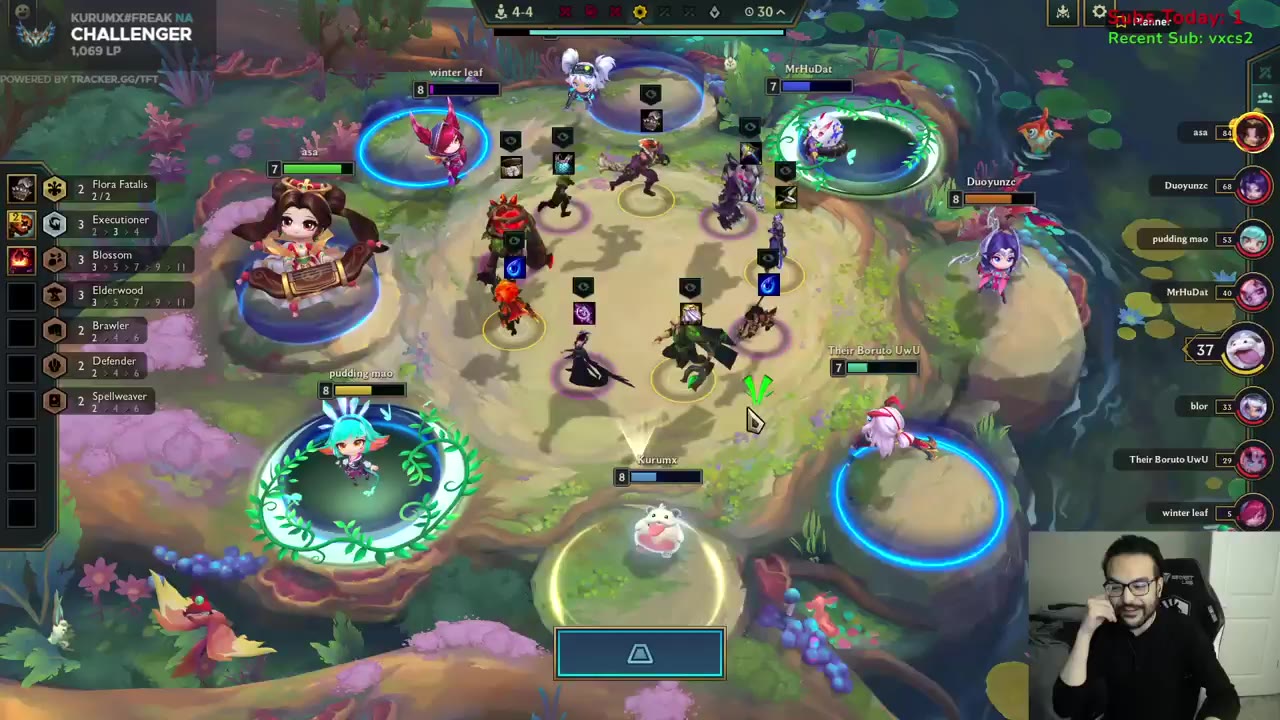 KURUMX#FREAK NA
CHALLENGER
1,069 LP
POWERED BY TRACKER.GG/TFT
4-4
30
Subs Today: 1
Planner
Recent Sub: vxcs2
winter leaf
8
MrHuDat
7
asa
7
Duoyunzc
8
pudding mao
8
Their Boruto UwU
7
Kurumx
8
2 Flora Fatalis
2 / 2
3 Executioner
2 > 3 > 4
3 Blossom
3 > 5 > 7 > 9 > 11
3 Elderwood
3 > 5 > 7 > 9 > 11
2 Brawler
2 > 4 > 6
2 Defender
2 > 4 > 6
2 Spellweaver
2 > 4 > 6
asa 84
Duoyunzc 68
pudding mao 53
MrHuDat 40
37
blor 33
Their Boruto UwU 29
winter leaf 5